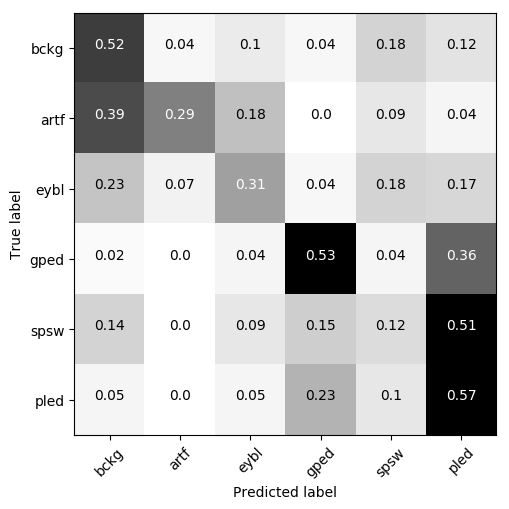 True label
bckg 0.52 0.04 0.1 0.04 0.18 0.12
artf 0.39 0.29 0.18 0.0 0.09 0.04
eybl 0.23 0.07 0.31 0.04 0.18 0.17
gped 0.02 0.0 0.04 0.53 0.04 0.36
spsw 0.14 0.0 0.09 0.15 0.12 0.51
pled 0.05 0.0 0.05 0.23 0.1 0.57
bckg artf eybl gped spsw pled
Predicted label